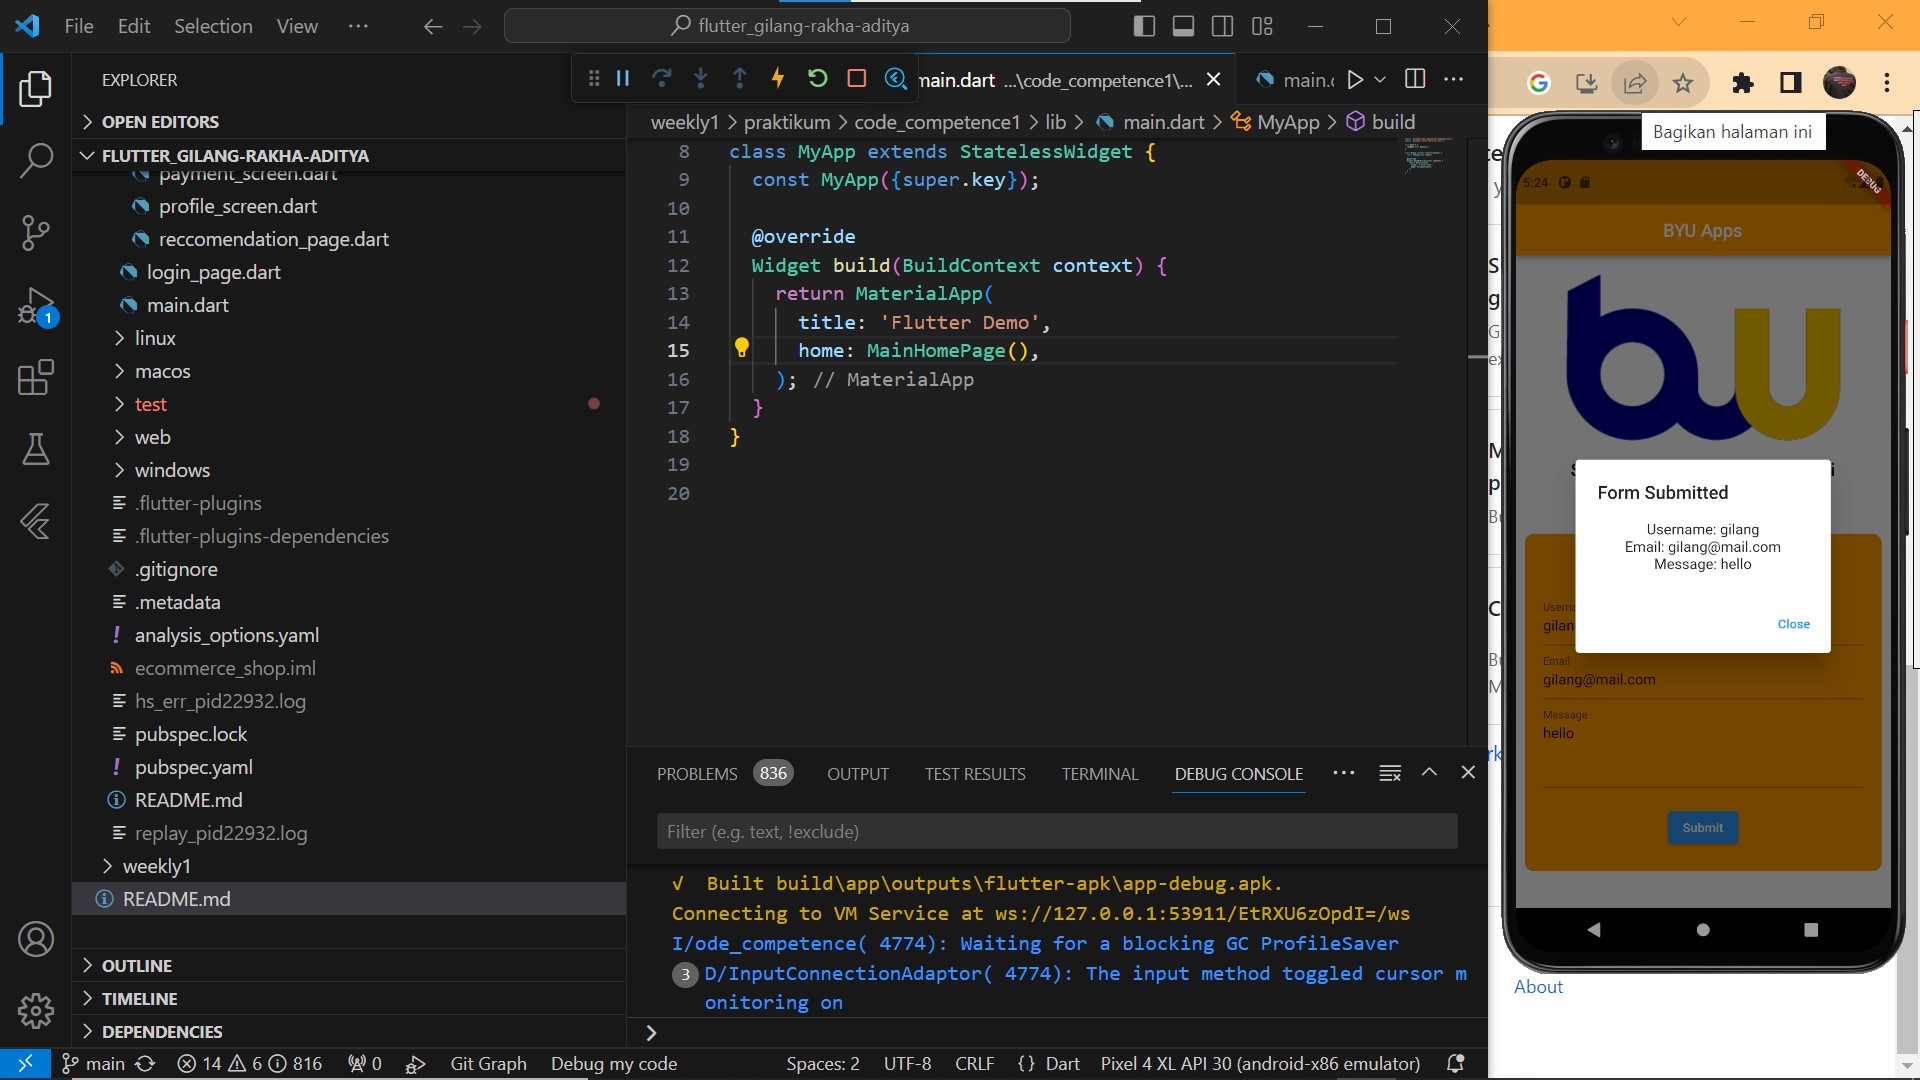 File Edit Selection View ···
flutter_gilang-rakha-aditya
EXPLORER
OPEN EDITORS
FLUTTER_GILANG-RAKHA-ADITYA
payment_screen.dart
profile_screen.dart
reccomendation_page.dart
login_page.dart
main.dart
linux
macos
test
web
windows
.flutter-plugins
.flutter-plugins-dependencies
.gitignore
.metadata
analysis_options.yaml
ecommerce_shop.iml
hs_err_pid22932.log
pubspec.lock
pubspec.yaml
README.md
replay_pid22932.log
weekly1
README.md
OUTLINE
TIMELINE
DEPENDENCIES
1
main.dart ...\code_competence1\...
main.
weekly1 > praktikum > code_competence1 > lib > main.dart > MyApp > build
8 class MyApp extends StatelessWidget {
9 const MyApp({super.key});
10
11 @override
12 Widget build(BuildContext context) {
13 return MaterialApp(
14 title: 'Flutter Demo',
15 home: MainHomePage(),
16 ); // MaterialApp
17 }
18 }
19
20
PROBLEMS 836 OUTPUT TEST RESULTS TERMINAL DEBUG CONSOLE ···
Filter (e.g. text, !exclude)
√ Built build\app\outputs\flutter-apk\app-debug.apk.
Connecting to VM Service at ws://127.0.0.1:53911/EtRXU6zOpdI=/ws
I/ode_competence( 4774): Waiting for a blocking GC ProfileSaver
3 D/InputConnectionAdaptor( 4774): The input method toggled cursor m
onitoring on
main 14 6 816 0 Git Graph Debug my code Spaces: 2 UTF-8 CRLF {} Dart Pixel 4 XL API 30 (android-x86 emulator)
Bagikan halaman ini
5:24
DEBUG
BYU Apps
bu
Form Submitted
Username: gilang
Email: gilang@mail.com
Message: hello
Close
gilan
Email
gilang@mail.com
Message
hello
Submit
About